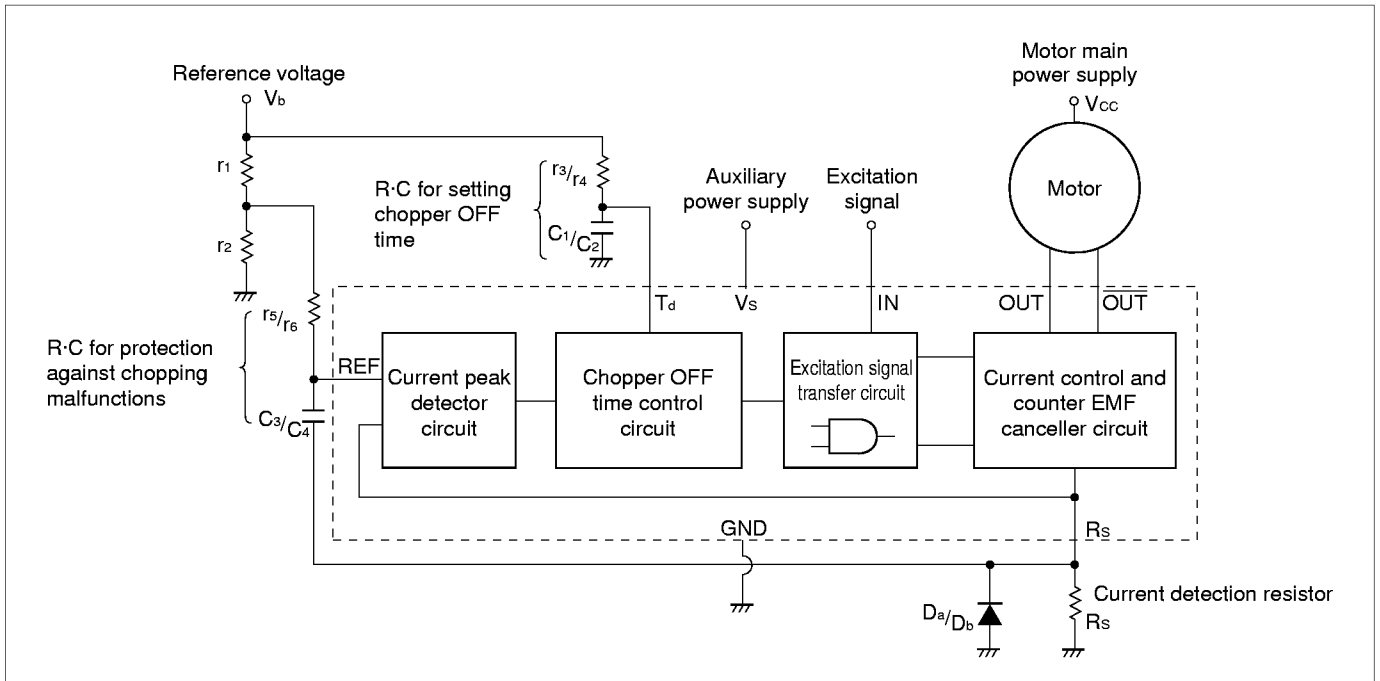 Reference voltage
Vb
r1
r2
R·C for setting
chopper OFF
time
r3/r4
C1/C2
Auxiliary
power supply
Excitation
signal
Motor main
power supply
VCC
Motor
r5/r6
R·C for protection
against chopping
malfunctions
C3/C4
REF
Td
VS
IN
OUT
O̅U̅T̅
Current peak
detector
circuit
Chopper OFF
time control
circuit
Excitation signal
transfer circuit
Current control and
counter EMF
canceller circuit
GND
RS
Da/Db
Current detection resistor
RS